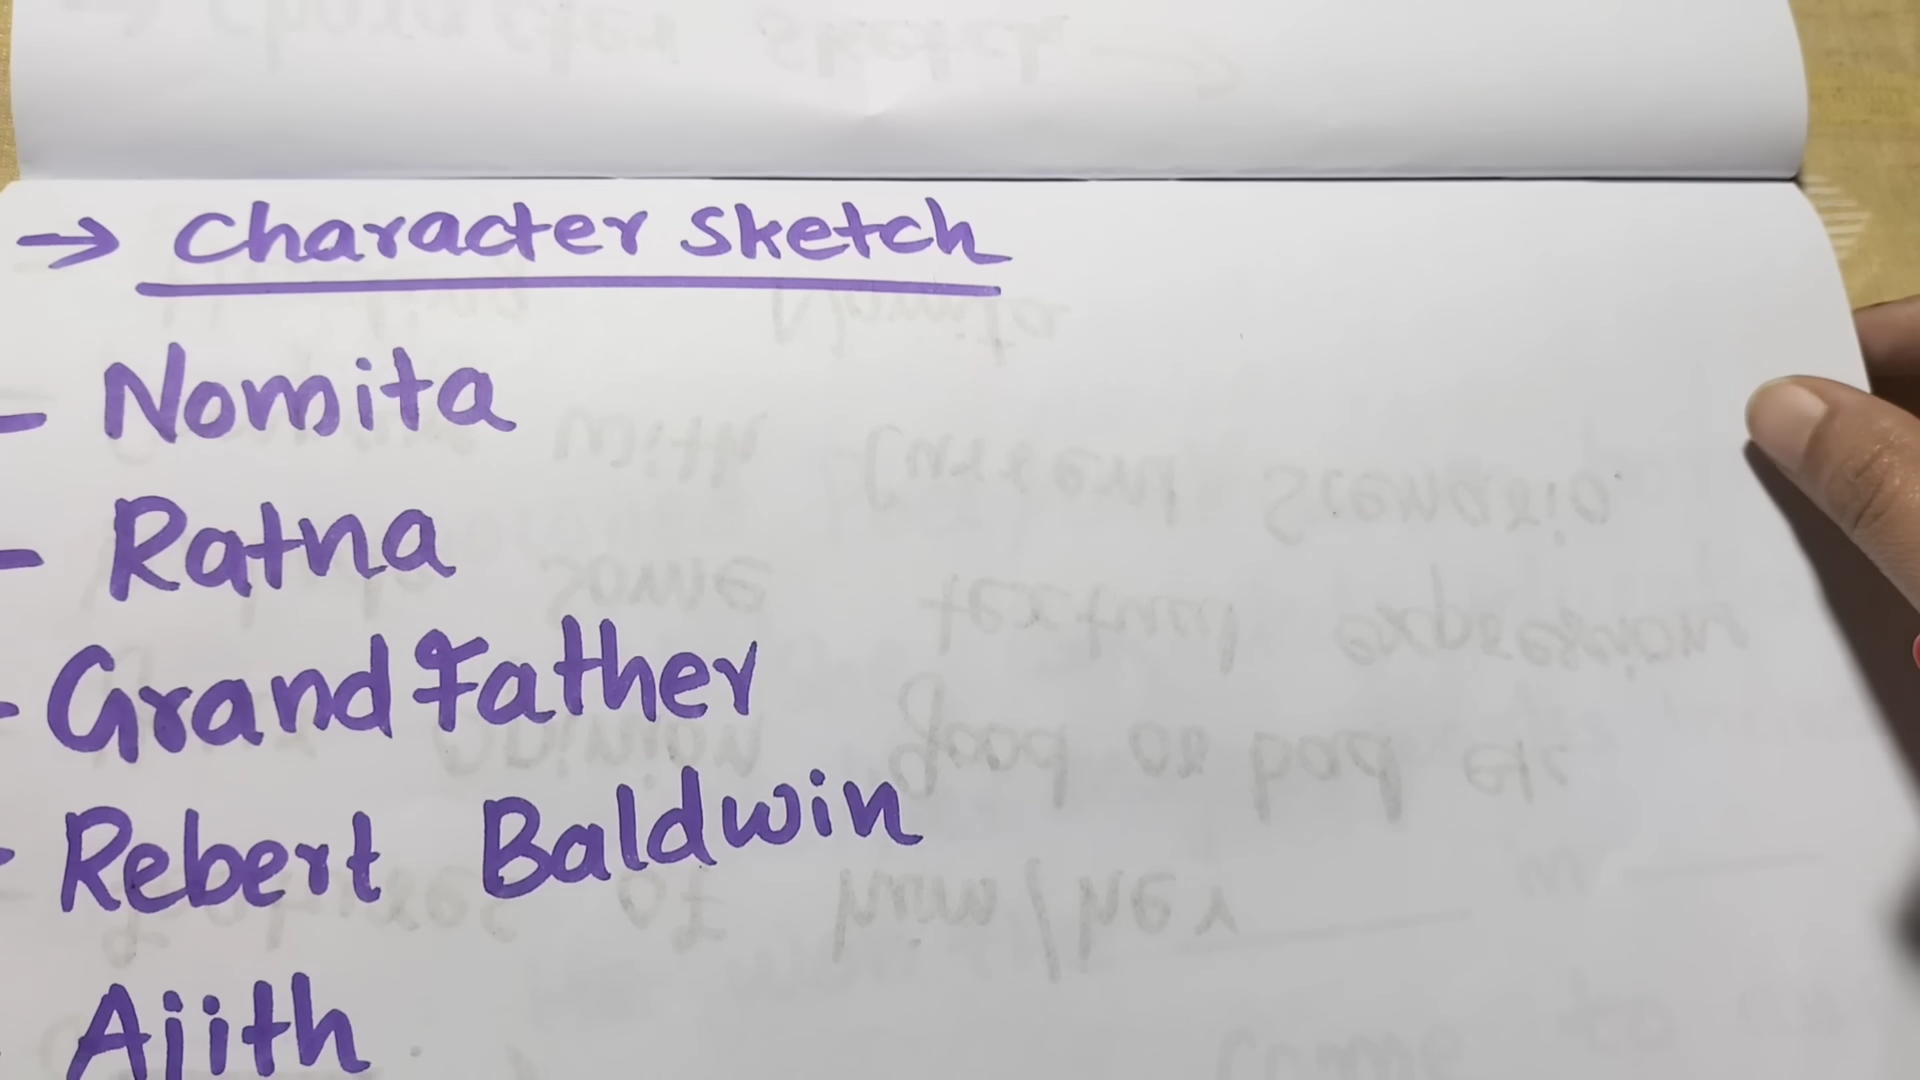 → Character sketch
- Nomita
- Ratna
- Grand Father
- Rebert Baldwin
- Ajith